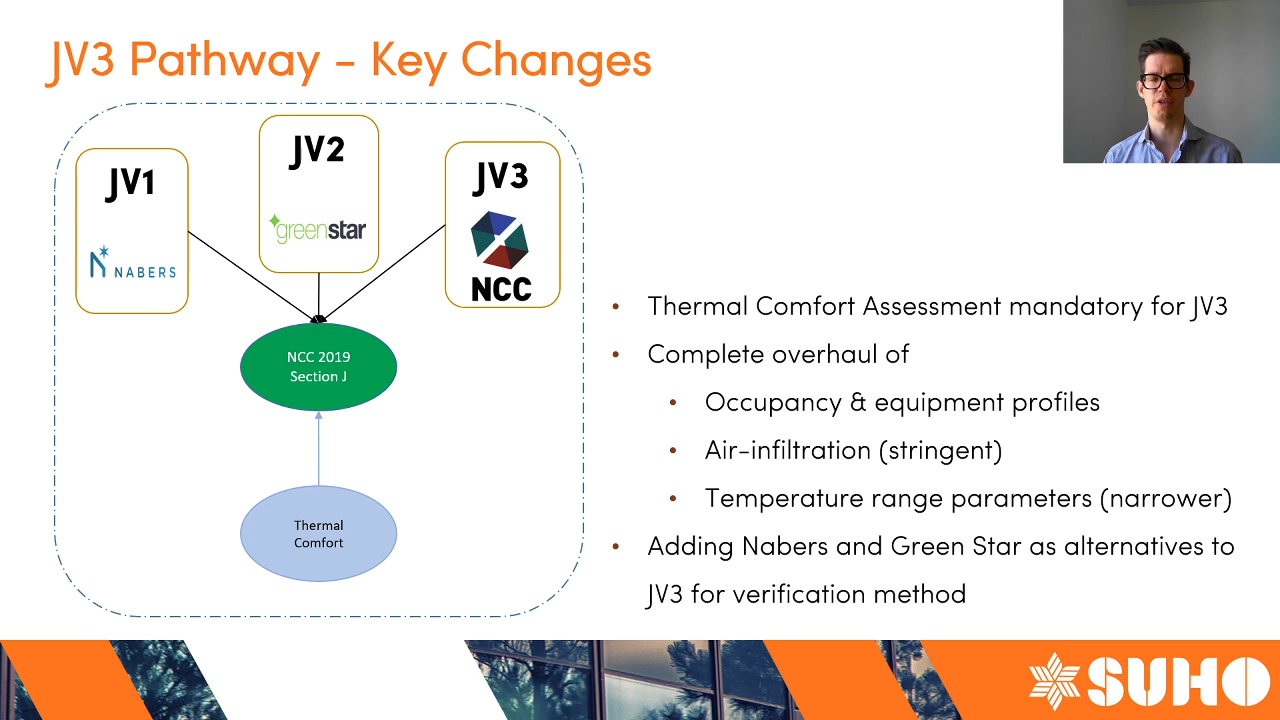 JV3 Pathway – Key Changes
JV1
NABERS
JV2
greenstar
JV3
NCC
NCC 2019
Section J
Thermal
Comfort
• Thermal Comfort Assessment mandatory for JV3
• Complete overhaul of
• Occupancy & equipment profiles
• Air-infiltration (stringent)
• Temperature range parameters (narrower)
• Adding Nabers and Green Star as alternatives to
JV3 for verification method
SUHO